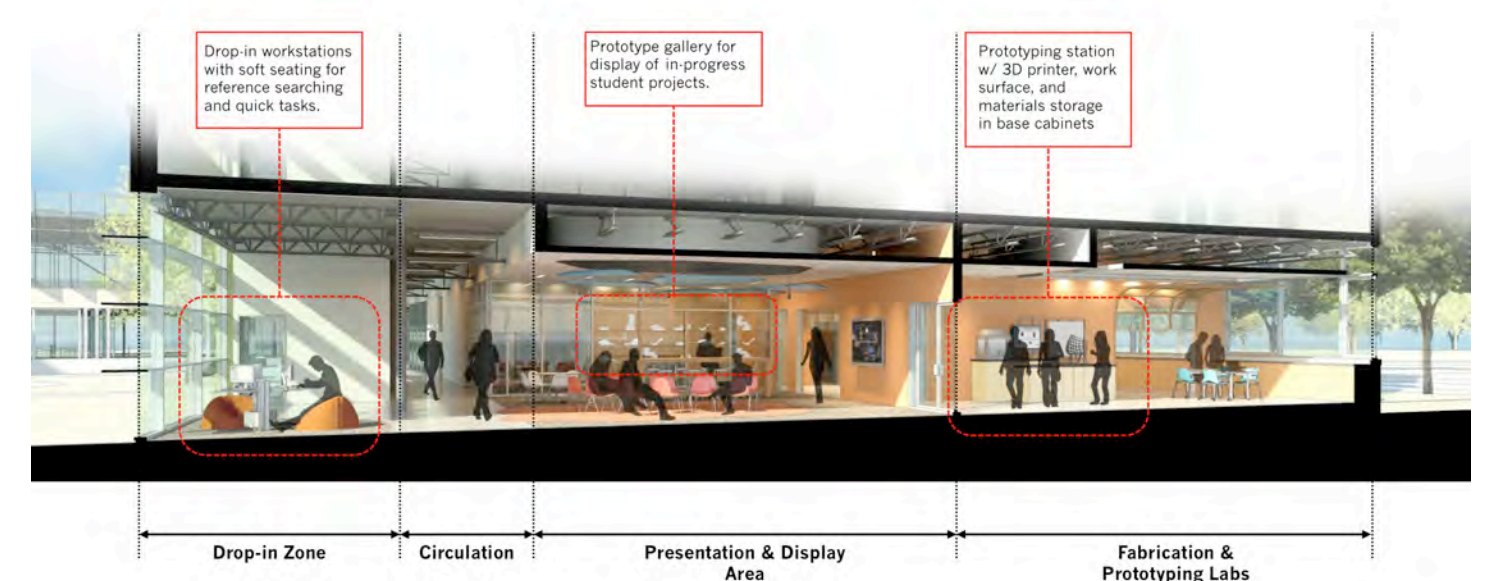 Drop-in workstations
with soft seating for
reference searching
and quick tasks.
Prototype gallery for
display of in-progress
student projects.
Prototyping station
w/ 3D printer, work
surface, and
materials storage
in base cabinets
Drop-in Zone
Circulation
Presentation & Display
Area
Fabrication &
Prototyping Labs